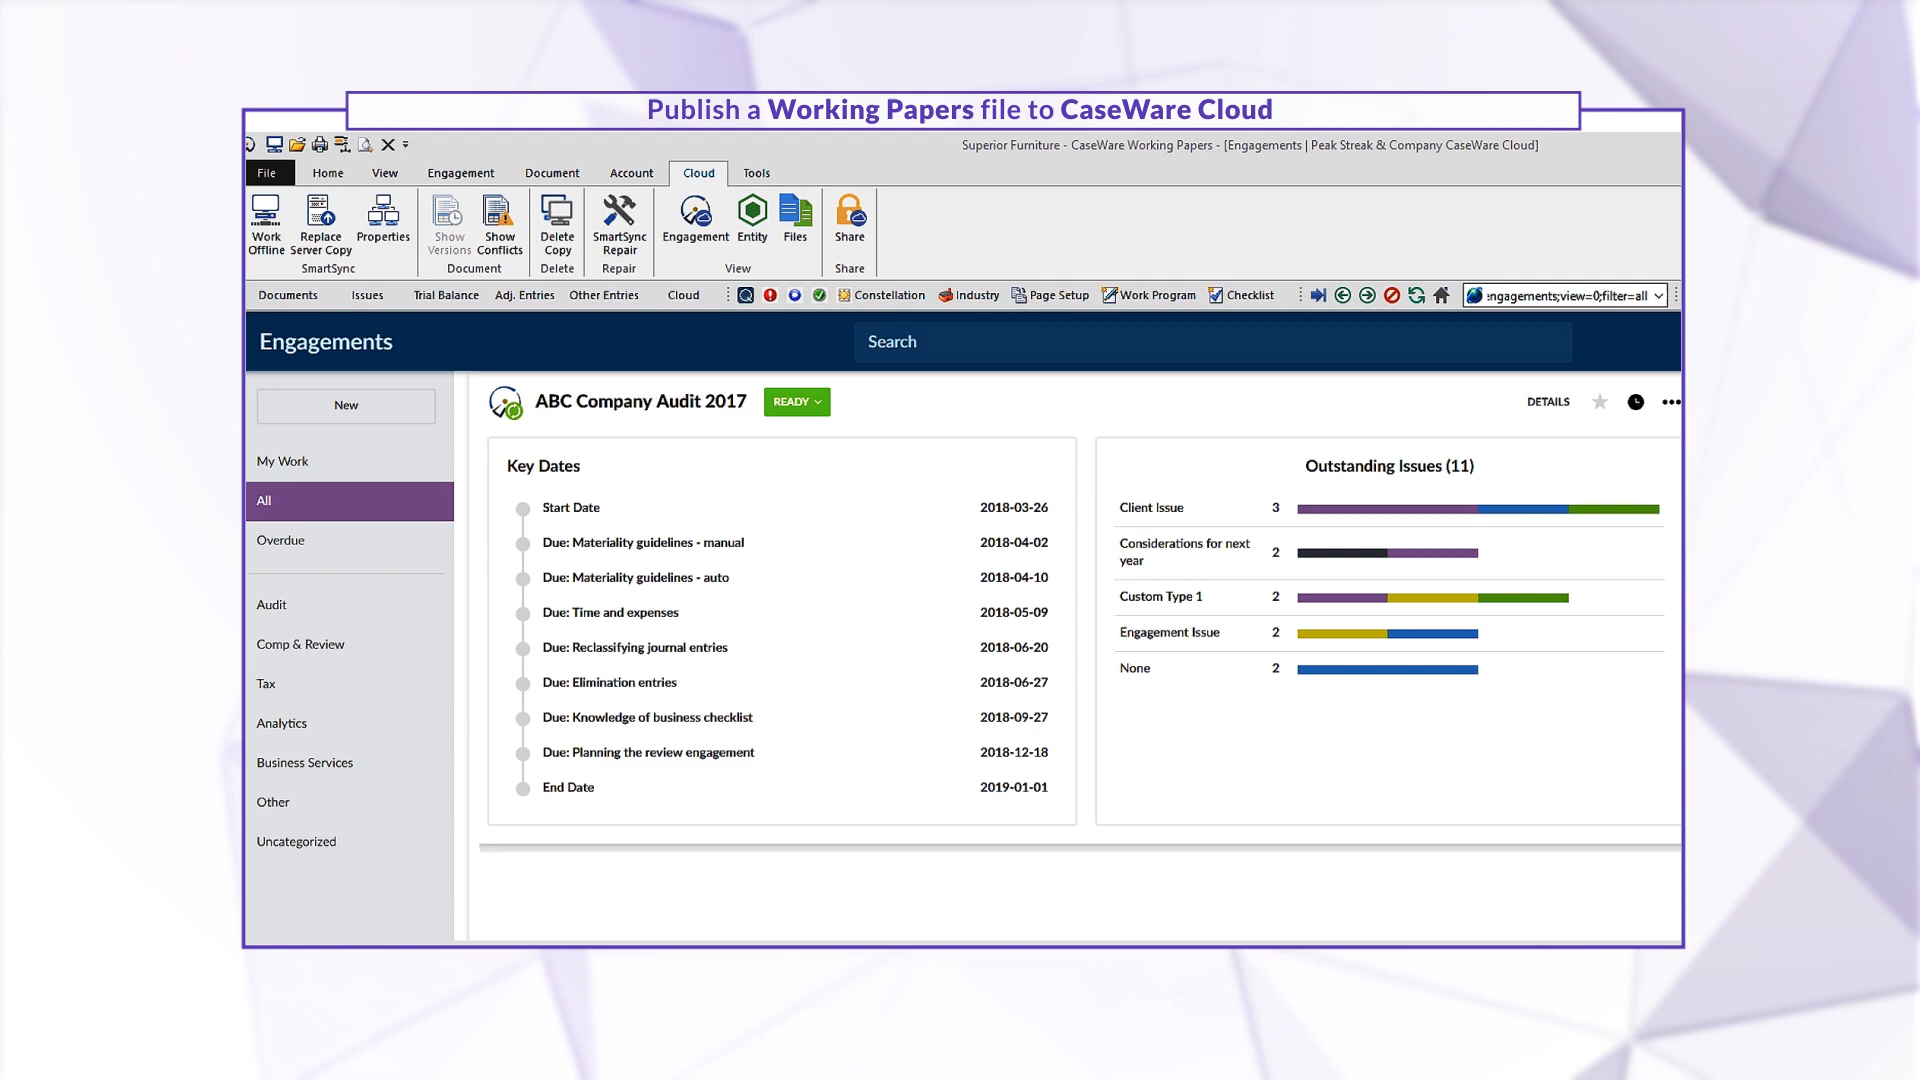 Publish a Working Papers file to CaseWare Cloud
Superior Furniture - CaseWare Working Papers - [Engagements | Peak Streak & Company CaseWare Cloud]
File Home View Engagement Document Account Cloud Tools
Work Offline
Replace Server Copy
Properties
SmartSync
Show Versions
Show Conflicts
Document
Delete Copy
Delete
SmartSync Repair
Repair
Engagement
Entity
Files
View
Share
Share
Documents Issues Trial Balance Adj. Entries Other Entries Cloud Constellation Industry Page Setup Work Program Checklist ngagements;view=0;filter=all
Engagements
Search
New
My Work
All
Overdue
Audit
Comp & Review
Tax
Analytics
Business Services
Other
Uncategorized
ABC Company Audit 2017 READY DETAILS
Key Dates
Start Date 2018-03-26
Due: Materiality guidelines - manual 2018-04-02
Due: Materiality guidelines - auto 2018-04-10
Due: Time and expenses 2018-05-09
Due: Reclassifying journal entries 2018-06-20
Due: Elimination entries 2018-06-27
Due: Knowledge of business checklist 2018-09-27
Due: Planning the review engagement 2018-12-18
End Date 2019-01-01
Outstanding Issues (11)
Client Issue 3
Considerations for next year 2
Custom Type 1 2
Engagement Issue 2
None 2